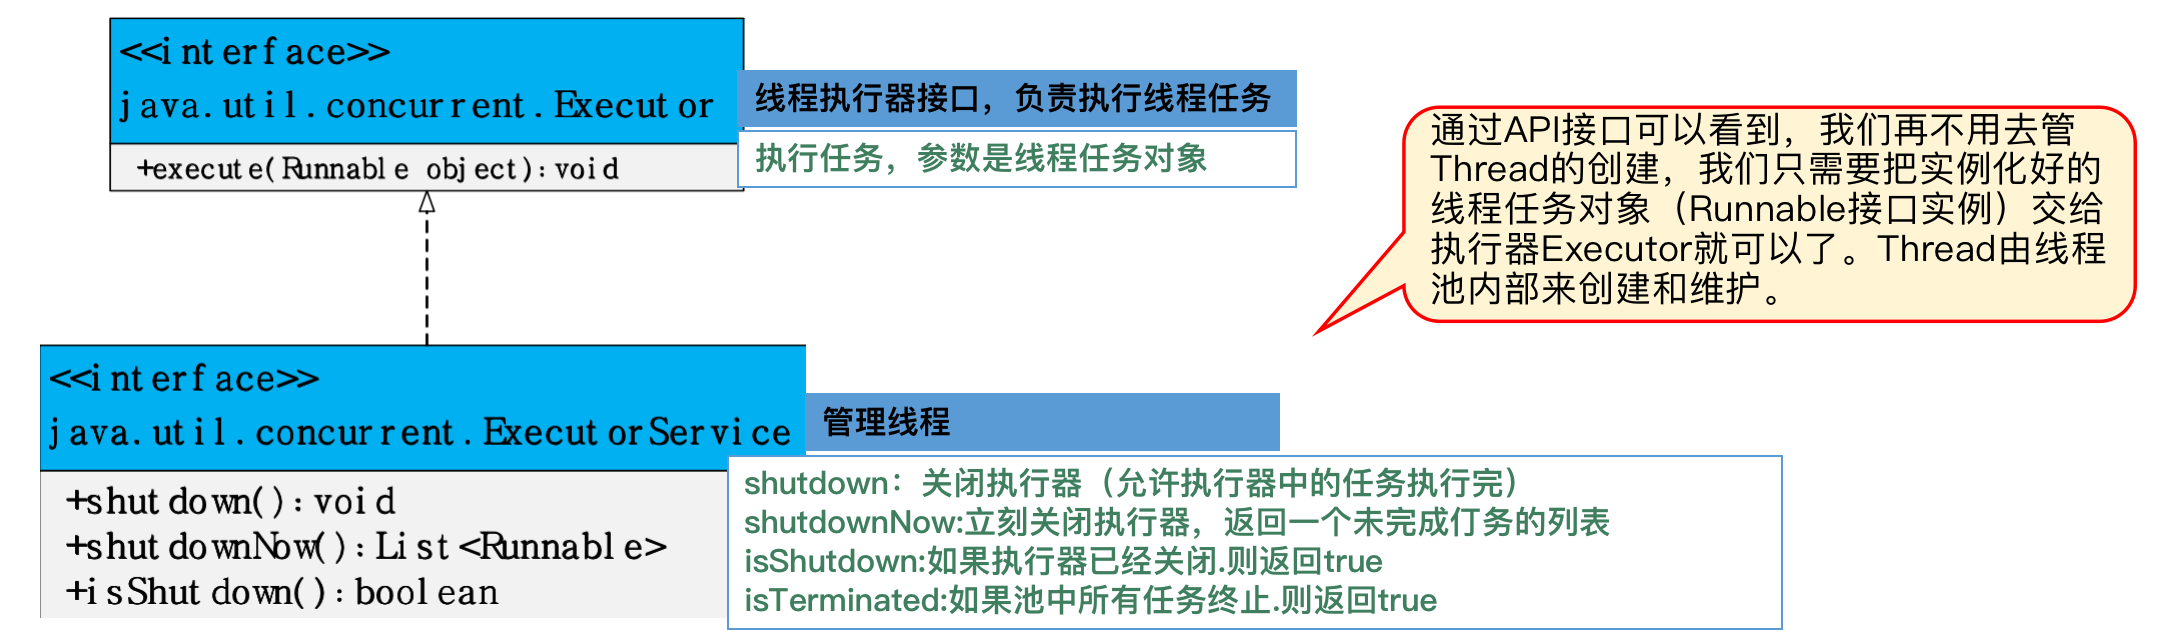 <<interface>>
java.util.concurrent.Executor
+execute(Runnable object):void
线程执行器接口，负责执行线程任务
执行任务，参数是线程任务对象
通过API接口可以看到，我们再不用去管
Thread的创建，我们只需要把实例化好的
线程任务对象（Runnable接口实例）交给
执行器Executor就可以了。Thread由线程
池内部来创建和维护。
<<interface>>
java.util.concurrent.ExecutorService
+shutdown():void
+shutdownNow():List<Runnable>
+isShutdown():boolean
管理线程
shutdown：关闭执行器（允许执行器中的任务执行完）
shutdownNow:立刻关闭执行器，返回一个未完成仃务的列表
isShutdown:如果执行器已经关闭.则返回true
isTerminated:如果池中所有任务终止.则返回true